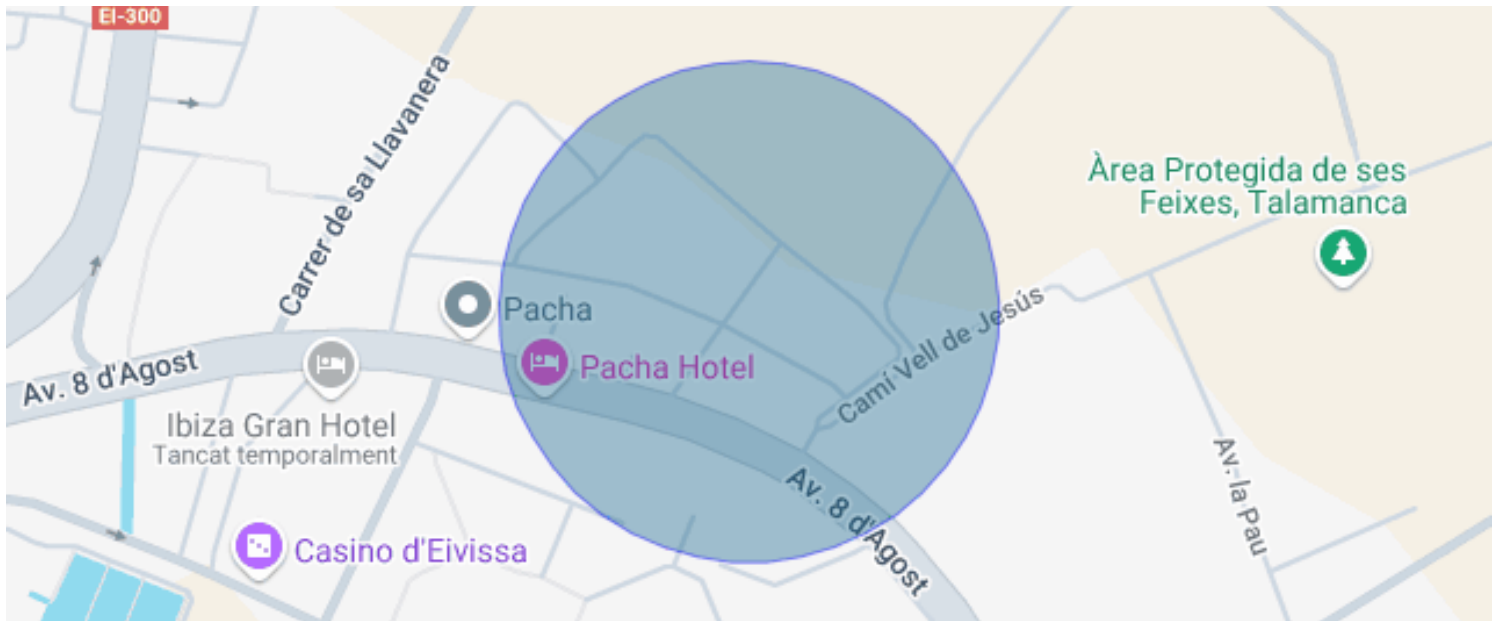 EI-300
Carrer de sa Llavanera
Àrea Protegida de ses
Feixes, Talamanca
Pacha
Camí Vell de Jesús
Pacha Hotel
Av. 8 d'Agost
Ibiza Gran Hotel
Tancat temporalment
Av. 8 d'Agost
Av. la Pau
Casino d'Eivissa